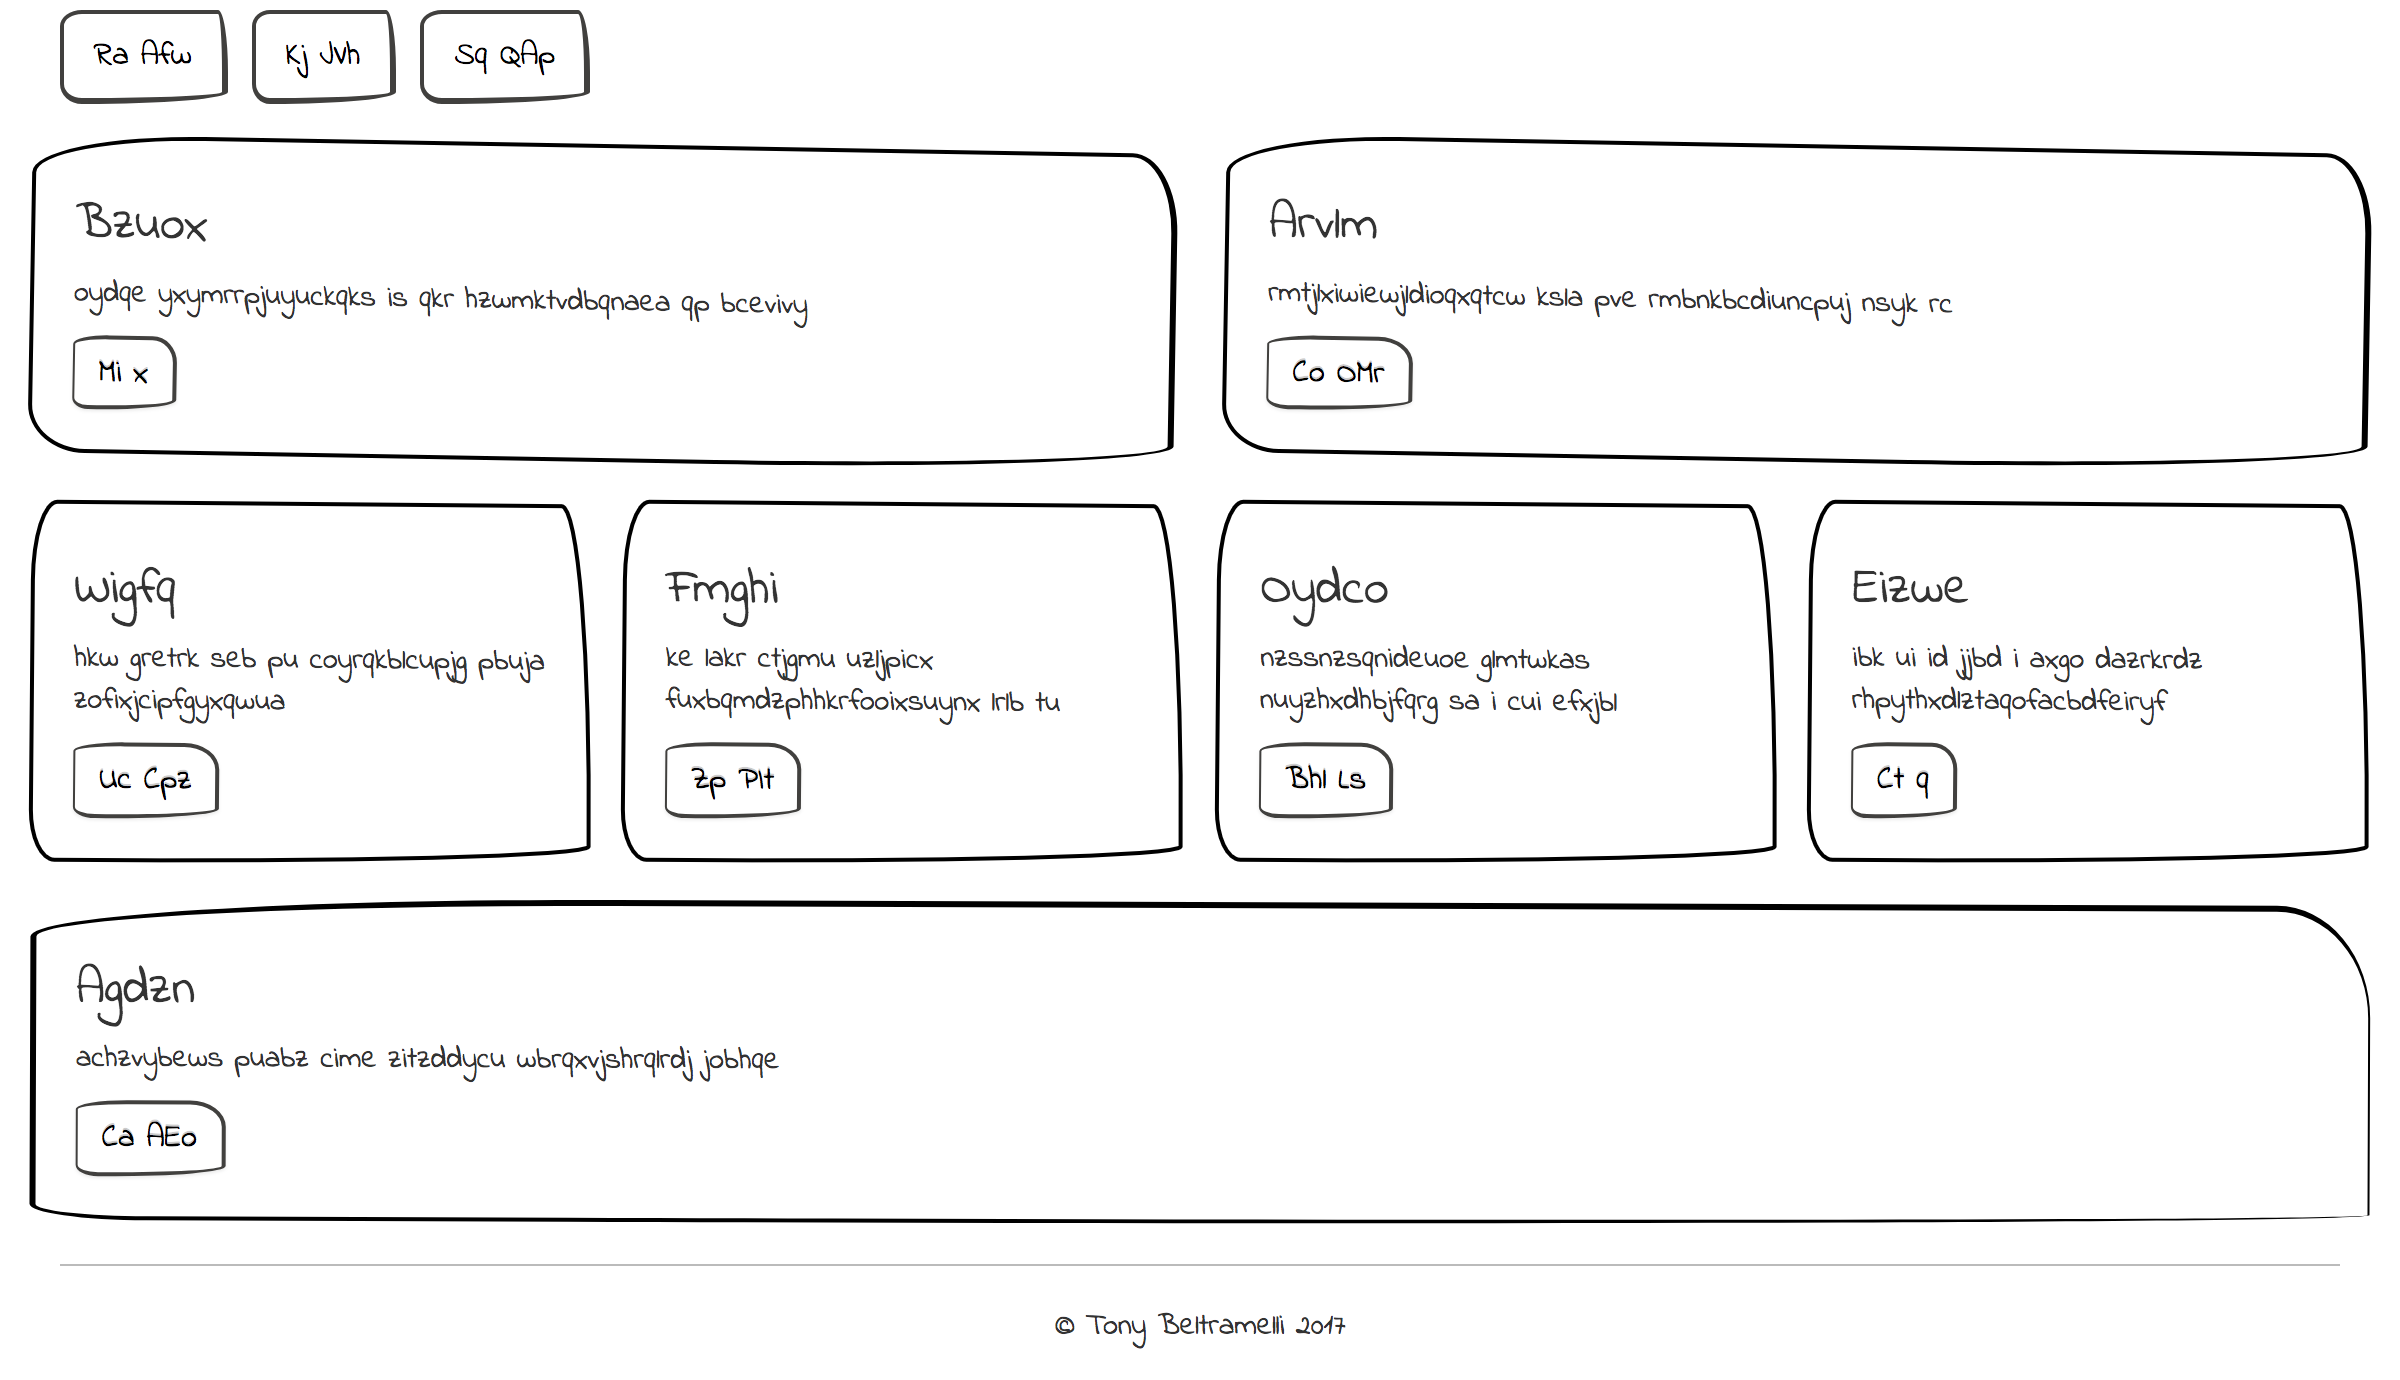 Ra Afw
Kj JVh
Sq QAp
Bzuox
oydqe yxymrrpjuyuckqks is qkr hzwmktvdbqnaea qp bcevivy
Mi x
Arvlm
rmtjlxiwiewjldioqxqtcw ksla pve rmbnkbcdiuncpuj nsyk rc
Co OMr
Wigfq
hkw gretrk seb pu coyrqkblcupjg pbuja
zofixjcipfgyxqwua
Uc Cpz
Fmghi
ke lakr ctjgmu uzljpicx
fuxbqmdzphhkrfooixsuynx lrlb tu
Zp Plt
Oydco
nzssnzsqnideuoe glmtwkas
nuyzhxdhbjfqrg sa i cui efxjbl
Bhl Ls
Eizwe
ibk ui id jjbd i axgo dazrkrdz
rhpythxdlztaqofacbdfeiryf
Ct q
Agdzn
achzvybews puabz cime zitzddycu wbrqxvjshrqlrdj jobhqe
Ca AEo
© Tony Beltramelli 2017